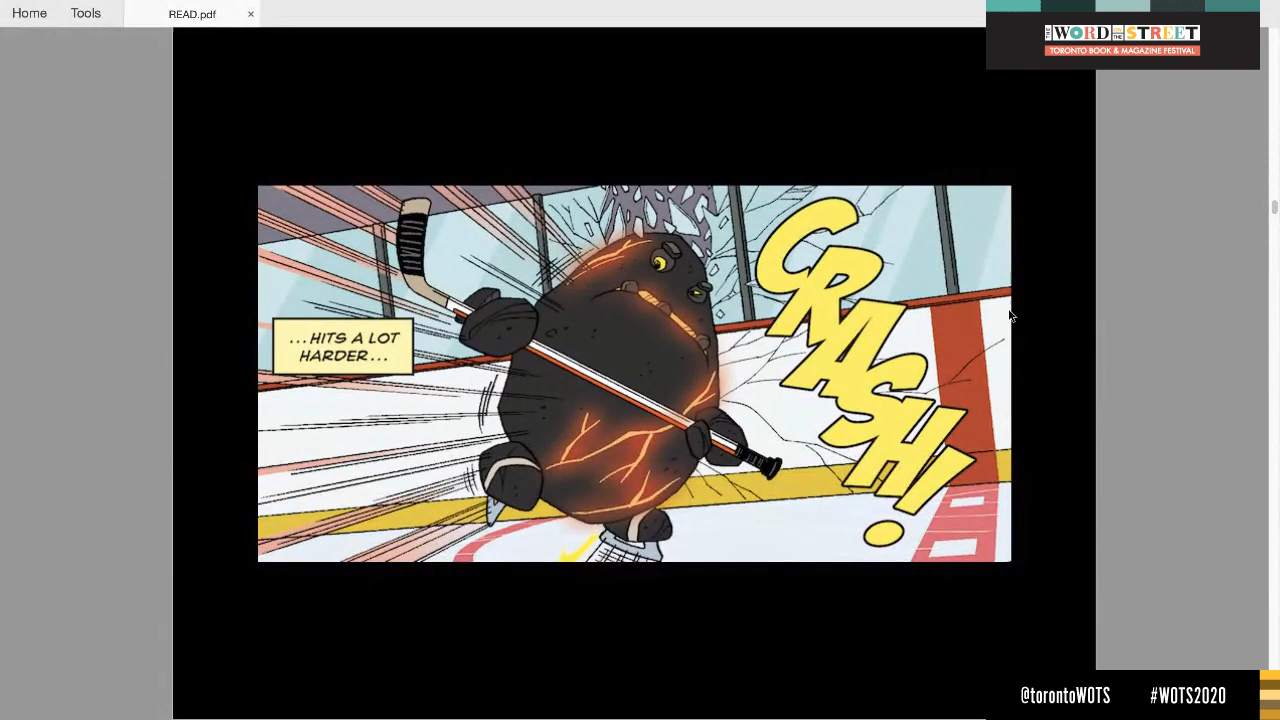 Home
Tools
READ.pdf
×
THE WORD ON THE STREET
TORONTO BOOK & MAGAZINE FESTIVAL
...HITS A LOT
HARDER...
CRASH!
@torontoWOTS
#WOTS2020